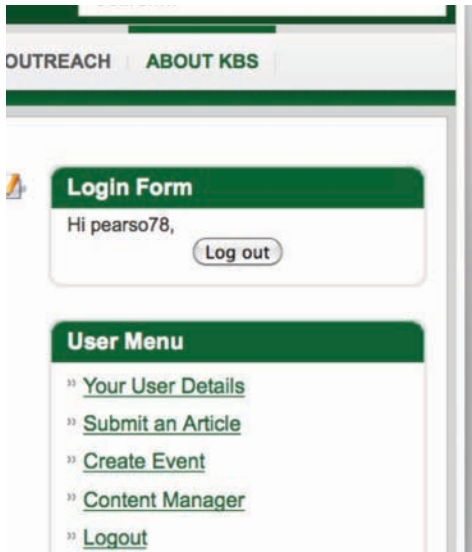 OUTREACH ABOUT KBS
Login Form
Hi pearso78,
Log out
User Menu
» Your User Details
» Submit an Article
» Create Event
» Content Manager
» Logout